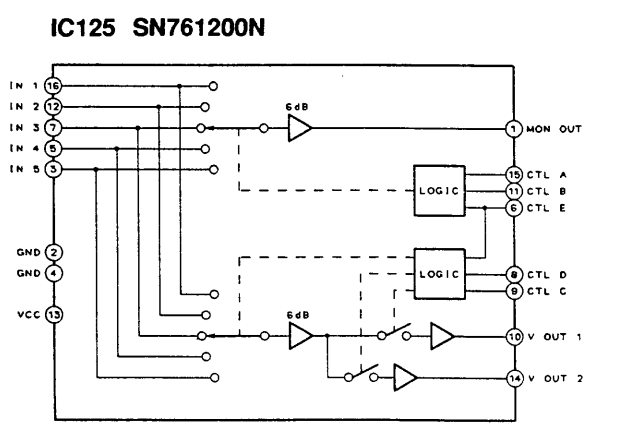 IC125 SN761200N
IN 1 16
IN 2 12
IN 3 7
IN 4 5
IN 5 3
6dB
1 MON OUT
LOGIC
15 CTL A
11 CTL B
6 CTL E
GND 2
GND 4
VCC 13
LOGIC
8 CTL D
9 CTL C
6dB
10 V OUT 1
14 V OUT 2